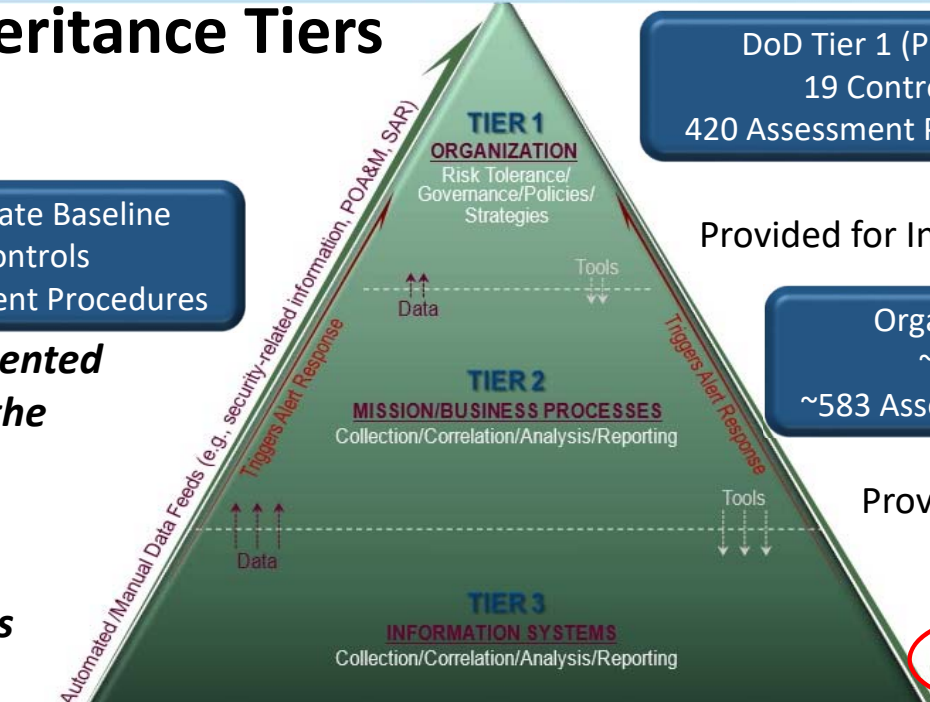 eritance Tiers
DoD Tier 1 (P
19 Contro
420 Assessment P
TIER 1
ORGANIZATION
Risk Tolerance/
Governance/Policies/
Strategies
ate Baseline
ontrols
ent Procedures
Provided for In
Automated /Manual Data Feeds (e.g., security-related information, POA&M, SAR)
Tools
Data
Triggers Alert Response
Triggers Alert Response
Orga
~
~583 Asse
ented
the
TIER 2
MISSION/BUSINESS PROCESSES
Collection/Correlation/Analysis/Reporting
Tools
Prov
Data
TIER 3
INFORMATION SYSTEMS
Collection/Correlation/Analysis/Reporting
s